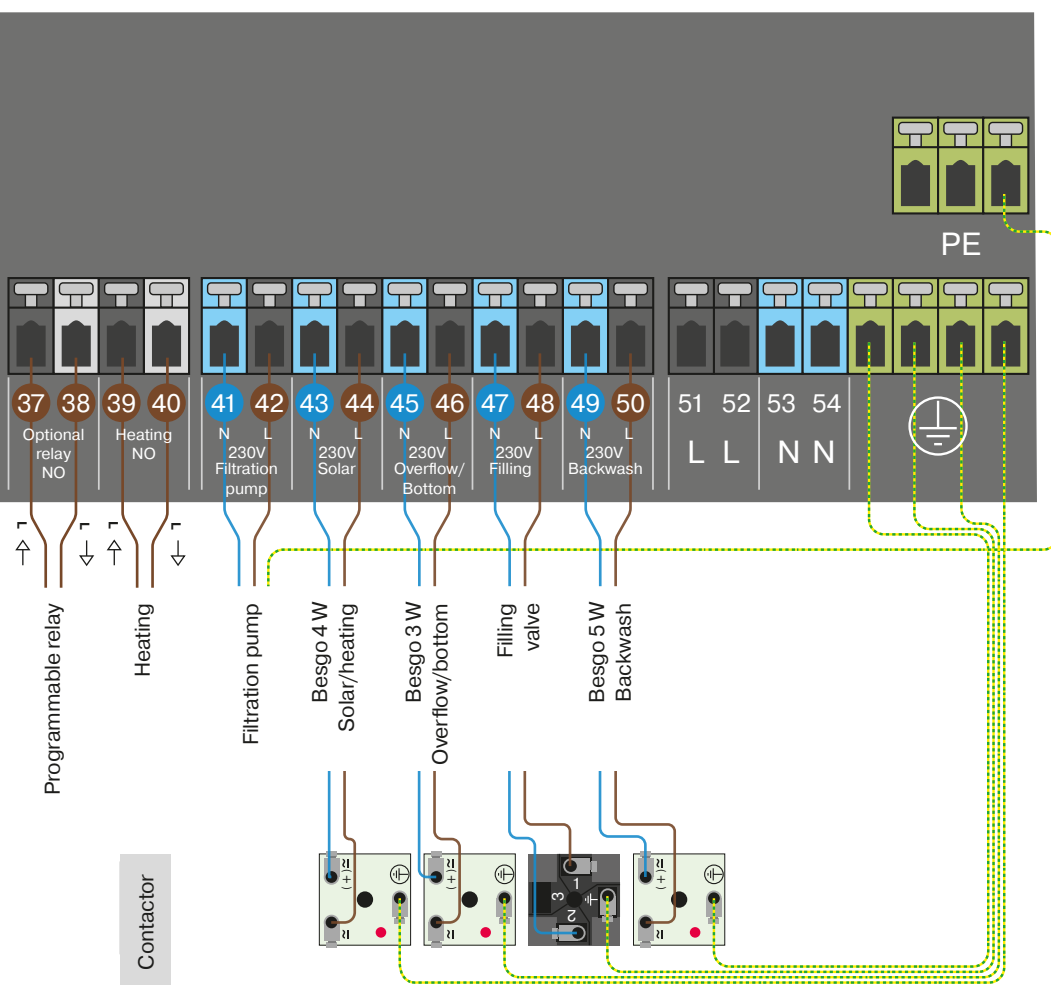 PE
37 38 39 40 41 42 43 44 45 46 47 48 49 50 51 52 53 54
Optional
relay
NO
Heating
NO
N L
230V
Filtration
pump
N L
230V
Solar
N L
230V
Overflow/
Bottom
N L
230V
Filling
N L
230V
Backwash
L L N N
L L L L
Programmable relay
Heating
Filtration pump
Besgo 4 W
Solar/heating
Besgo 3 W
Overflow/bottom
Filling
valve
Besgo 5 W
Backwash
Contactor
≅(+)
≅
≅(+)
≅
1
3
2
≅(+)
≅